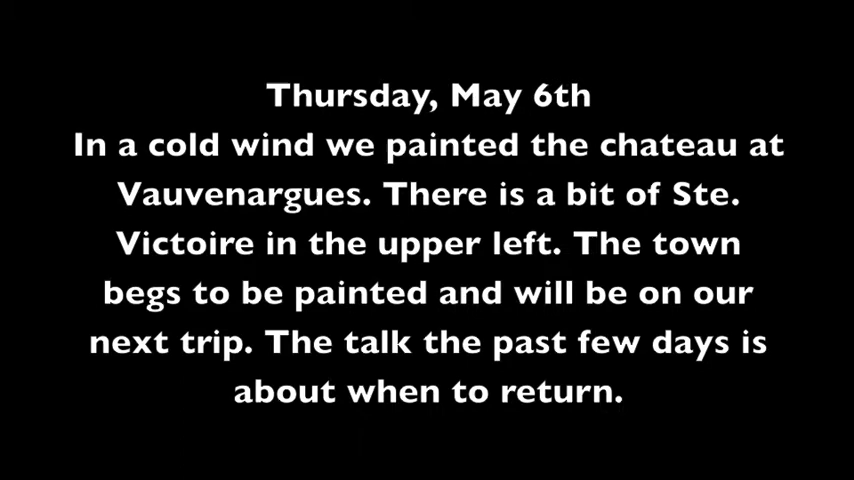 Thursday, May 6th
In a cold wind we painted the chateau at
Vauvenargues. There is a bit of Ste.
Victoire in the upper left. The town
begs to be painted and will be on our
next trip. The talk the past few days is
about when to return.